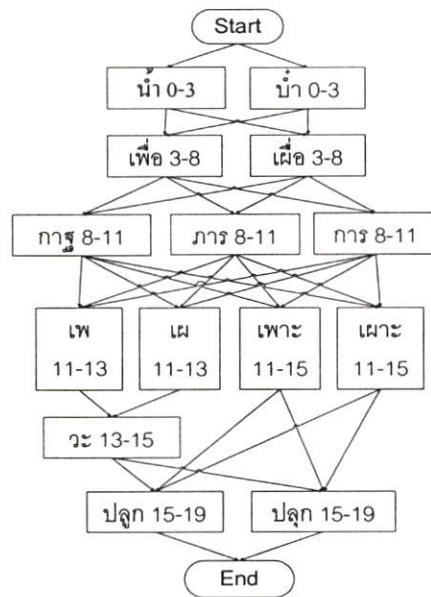 Start
น้ำ 0-3
บ๋ำ 0-3
เพื่อ 3-8
เผื่อ 3-8
กาฐ 8-11
ภาร 8-11
การ 8-11
เพ
11-13
เผ
11-13
เพาะ
11-15
เผาะ
11-15
วะ 13-15
ปลูก 15-19
ปลุก 15-19
End